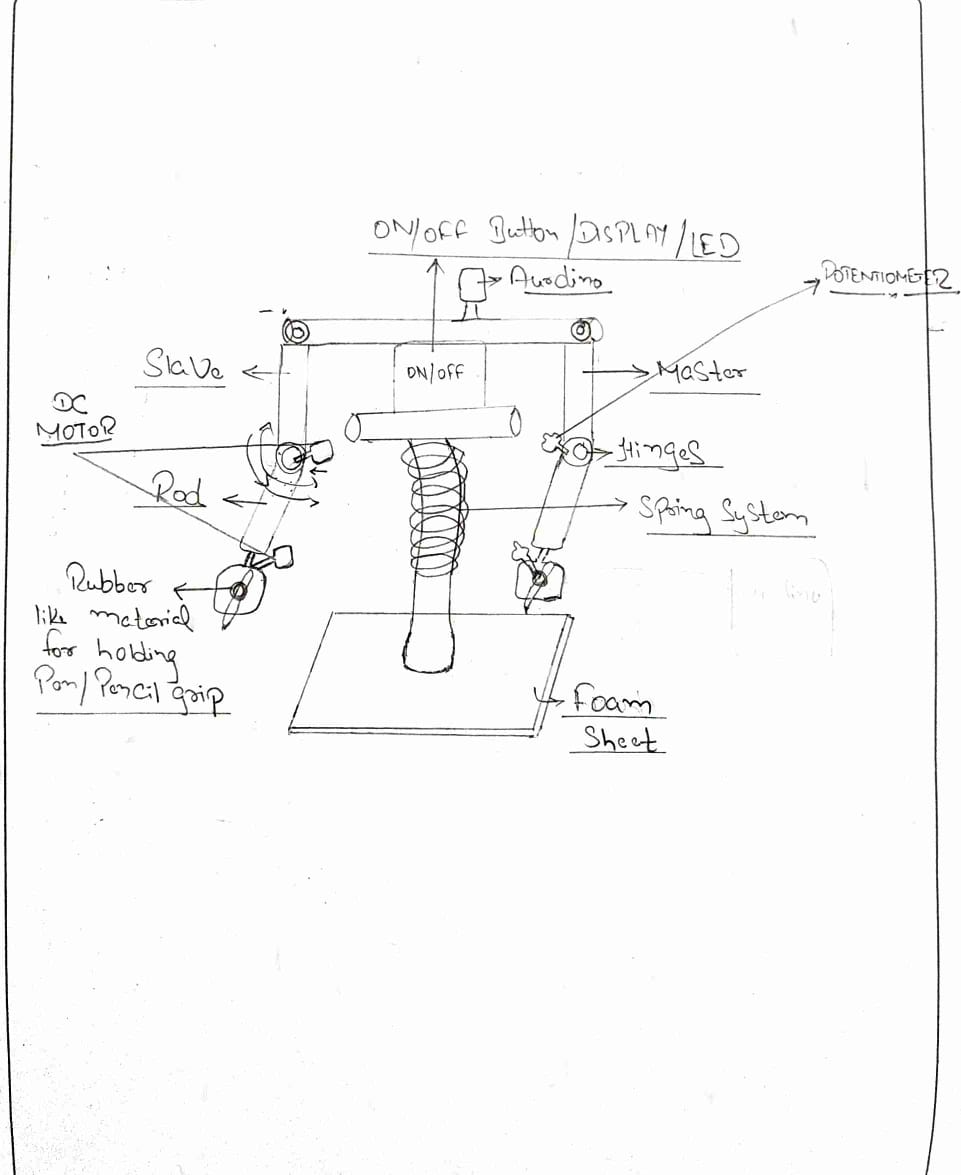 ON/OFF Button/DISPLAY/LED
Auodino
POTENTIOMETER
Slave
ON/OFF
Master
DC
MOTOR
Hinges
Rod
Spring System
Rubber
like material
for holding
Pen/Pencil grip
Foam
Sheet